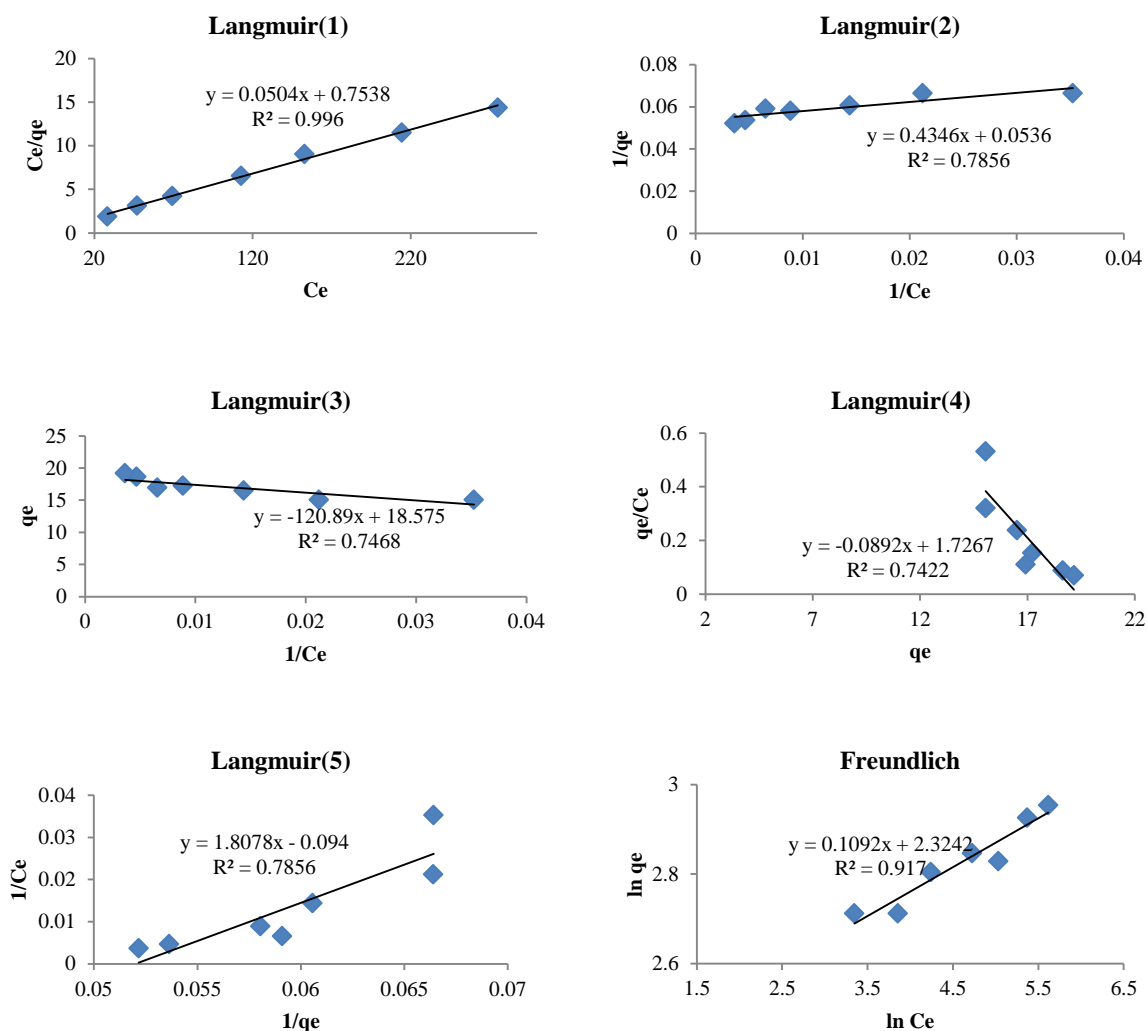 Langmuir(1)
20
15
10
5
0
20
120
220
Ce/qe
Ce
y = 0.0504x + 0.7538
R² = 0.996
Langmuir(2)
0.08
0.06
0.04
0.02
0
0
0.01
0.02
0.03
0.04
1/qe
1/Ce
y = 0.4346x + 0.0536
R² = 0.7856
Langmuir(3)
25
20
15
10
5
0
0
0.01
0.02
0.03
0.04
qe
1/Ce
y = -120.89x + 18.575
R² = 0.7468
Langmuir(4)
0.6
0.4
0.2
0
2
7
12
17
22
qe/Ce
qe
y = -0.0892x + 1.7267
R² = 0.7422
Langmuir(5)
0.04
0.03
0.02
0.01
0
0.05
0.055
0.06
0.065
0.07
1/Ce
1/qe
y = 1.8078x - 0.094
R² = 0.7856
Freundlich
3
2.8
2.6
1.5
2.5
3.5
4.5
5.5
6.5
ln qe
ln Ce
y = 0.1092x + 2.3242
R² = 0.917